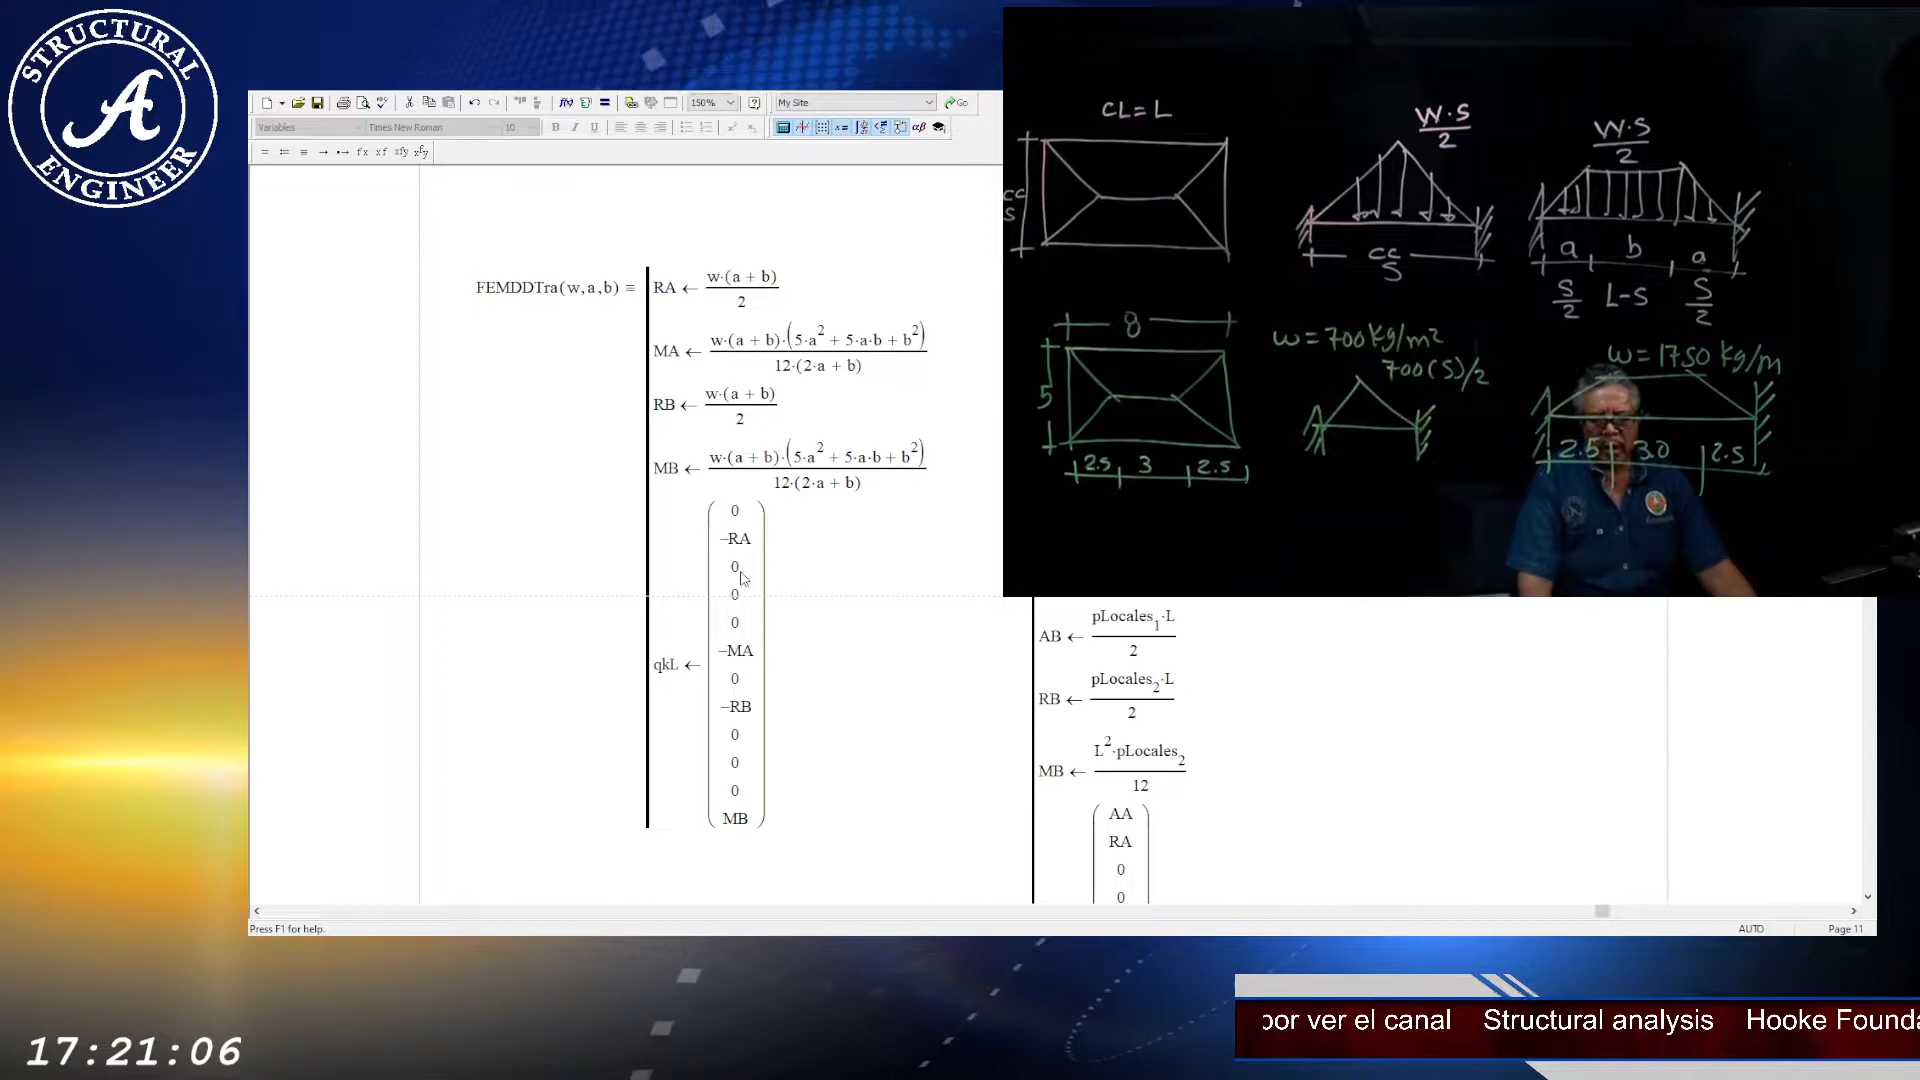 STRUCTURAL
A
ENGINEER
150%
My Site
Go
Variables
Times New Roman
10
B I U
FEMDDTra(w,a,b) ≡
RA ← w·(a + b)
2
MA ← w·(a + b)·(5·a² + 5·a·b + b²)
12·(2·a + b)
RB ← w·(a + b)
2
MB ← w·(a + b)·(5·a² + 5·a·b + b²)
12·(2·a + b)
qkL ←
0
−RA
0
0
0
−MA
0
−RB
0
0
0
MB
AB ← pLocales₁·L
2
RB ← pLocales₂·L
2
MB ← L²·pLocales₂
12
AA
RA
0
0
CL=L
CC
S
W·S
2
CC
S
W·S
2
a b a
S L-S S
2 2
8
5
2.5 3 2.5
w=700kg/m²
700(5)/2
w=1750 kg/m
2.5 3.0 2.5
Press F1 for help.
AUTO
Page 11
17:21:06
por ver el canal Structural analysis Hooke Founda